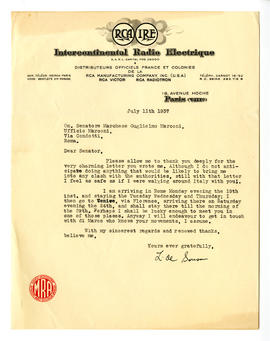 RCA IRE
Intercontinental Radio Electrique
DISTRIBUTEURS OFFICIELS FRANCE ET COLONIES
DE LA
RCA MANUFACTURING COMPANY INC. (U.S.A)
RCA VICTOR RCA RADIOTRON
18, AVENUE HOCHE
Paris
July 11th 1937
On. Senatore Marchese Guglielmo Marconi,
Ufficio Marconi,
Via Condotti,
Roma.
Dear Senator,
Please allow me to thank you deeply for the
very charming letter you wrote me. Although I do not anti-
cipate doing anything that would be likely to bring me
into any clash with the authorities, still with that letter
I feel as safe as if I were walking around Italy with you!
I am arriving in Rome Monday evening the 19th
inst, and staying the Tuesday Wednesday and Thursday; I
then go to Venice, via Florence, arriving there on Saturday
evening the 24th, and shall stay there till the morning of
the 29th. Perhaps I shall be lucky enough to meet you in
one of those places. Anyway I will endeavour to get in touch
with di Marco who knows your movements, I assume.
With my sincerest regards and renewed thanks,
believe me,
Yours ever gratefully,